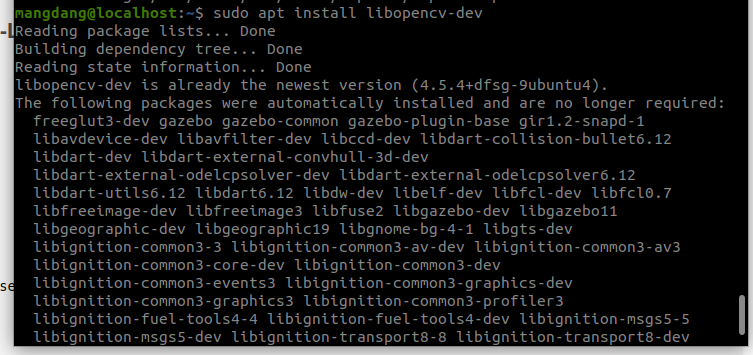 mangdang@localhost:~$ sudo apt install libopencv-dev
Reading package lists... Done
Building dependency tree... Done
Reading state information... Done
libopencv-dev is already the newest version (4.5.4+dfsg-9ubuntu4).
The following packages were automatically installed and are no longer required:
  freeglut3-dev gazebo gazebo-common gazebo-plugin-base gir1.2-snapd-1
  libavdevice-dev libavfilter-dev libccd-dev libdart-collision-bullet6.12
  libdart-dev libdart-external-convhull-3d-dev
  libdart-external-odelcpsolver-dev libdart-external-odelcpsolver6.12
  libdart-utils6.12 libdart6.12 libdw-dev libelf-dev libfcl-dev libfcl0.7
  libfreeimage-dev libfreeimage3 libfuse2 libgazebo-dev libgazebo11
  libgeographic-dev libgeographic19 libgnome-bg-4-1 libgts-dev
  libignition-common3-3 libignition-common3-av-dev libignition-common3-av3
  libignition-common3-core-dev libignition-common3-dev
  libignition-common3-events3 libignition-common3-graphics-dev
  libignition-common3-graphics3 libignition-common3-profiler3
  libignition-fuel-tools4-4 libignition-fuel-tools4-dev libignition-msgs5-5
  libignition-msgs5-dev libignition-transport8-8 libignition-transport8-dev